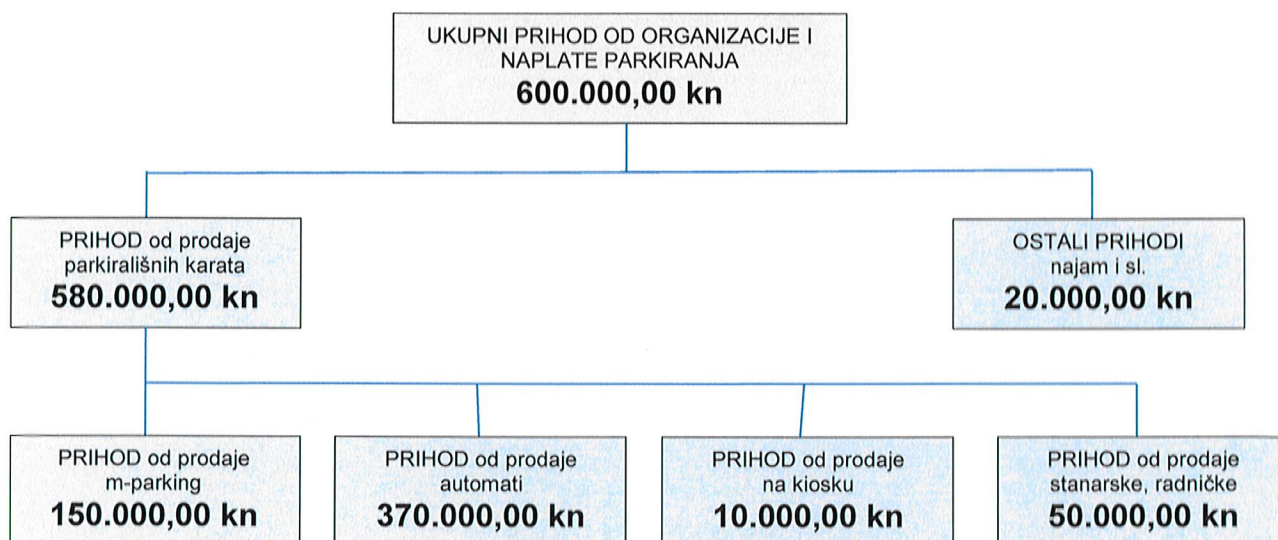 UKUPNI PRIHOD OD ORGANIZACIJE I
NAPLATE PARKIRANJA
600.000,00 kn
PRIHOD od prodaje
parkirališnih karata
580.000,00 kn
OSTALI PRIHODI
najam i sl.
20.000,00 kn
PRIHOD od prodaje
m-parking
150.000,00 kn
PRIHOD od prodaje
automati
370.000,00 kn
PRIHOD od prodaje
na kiosku
10.000,00 kn
PRIHOD od prodaje
stanarske, radničke
50.000,00 kn